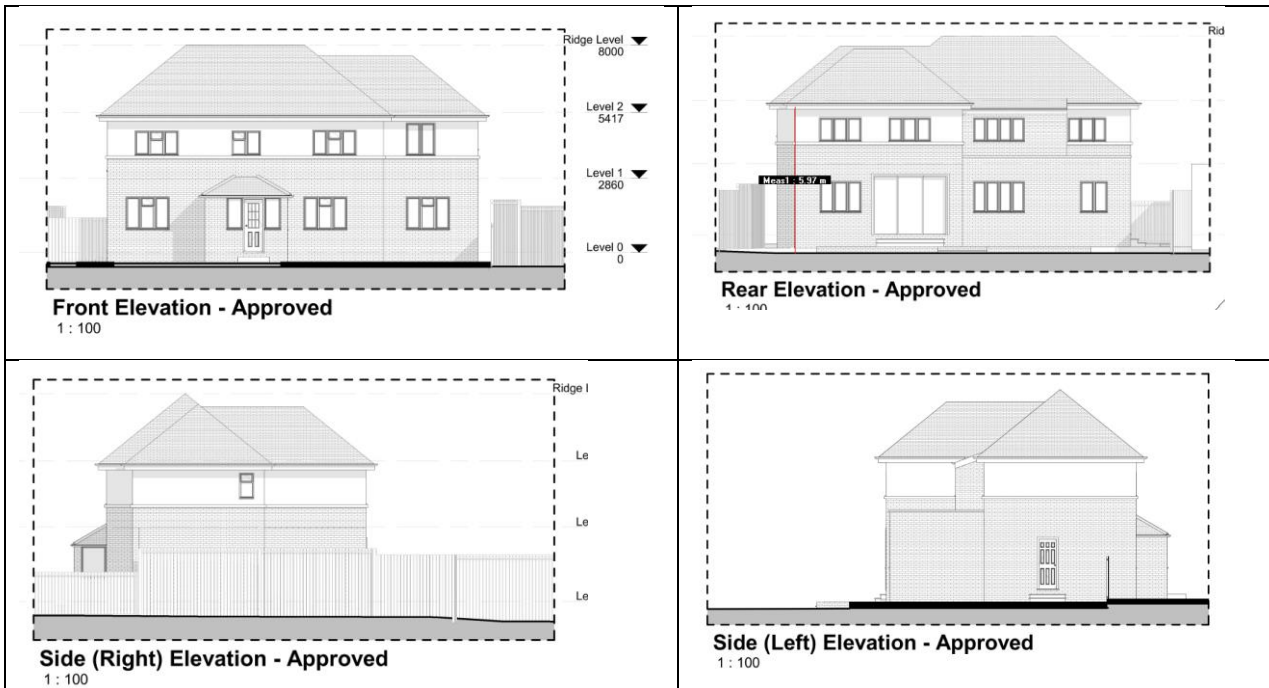 Ridge Level
8000
Level 2
5417
Level 1
2860
Level 0
0
Front Elevation - Approved
1 : 100
Rid
Meas1 : 5.97 m
Rear Elevation - Approved
1 : 100
Ridge l
Le
Le
Le
Side (Right) Elevation - Approved
1 : 100
Side (Left) Elevation - Approved
1 : 100